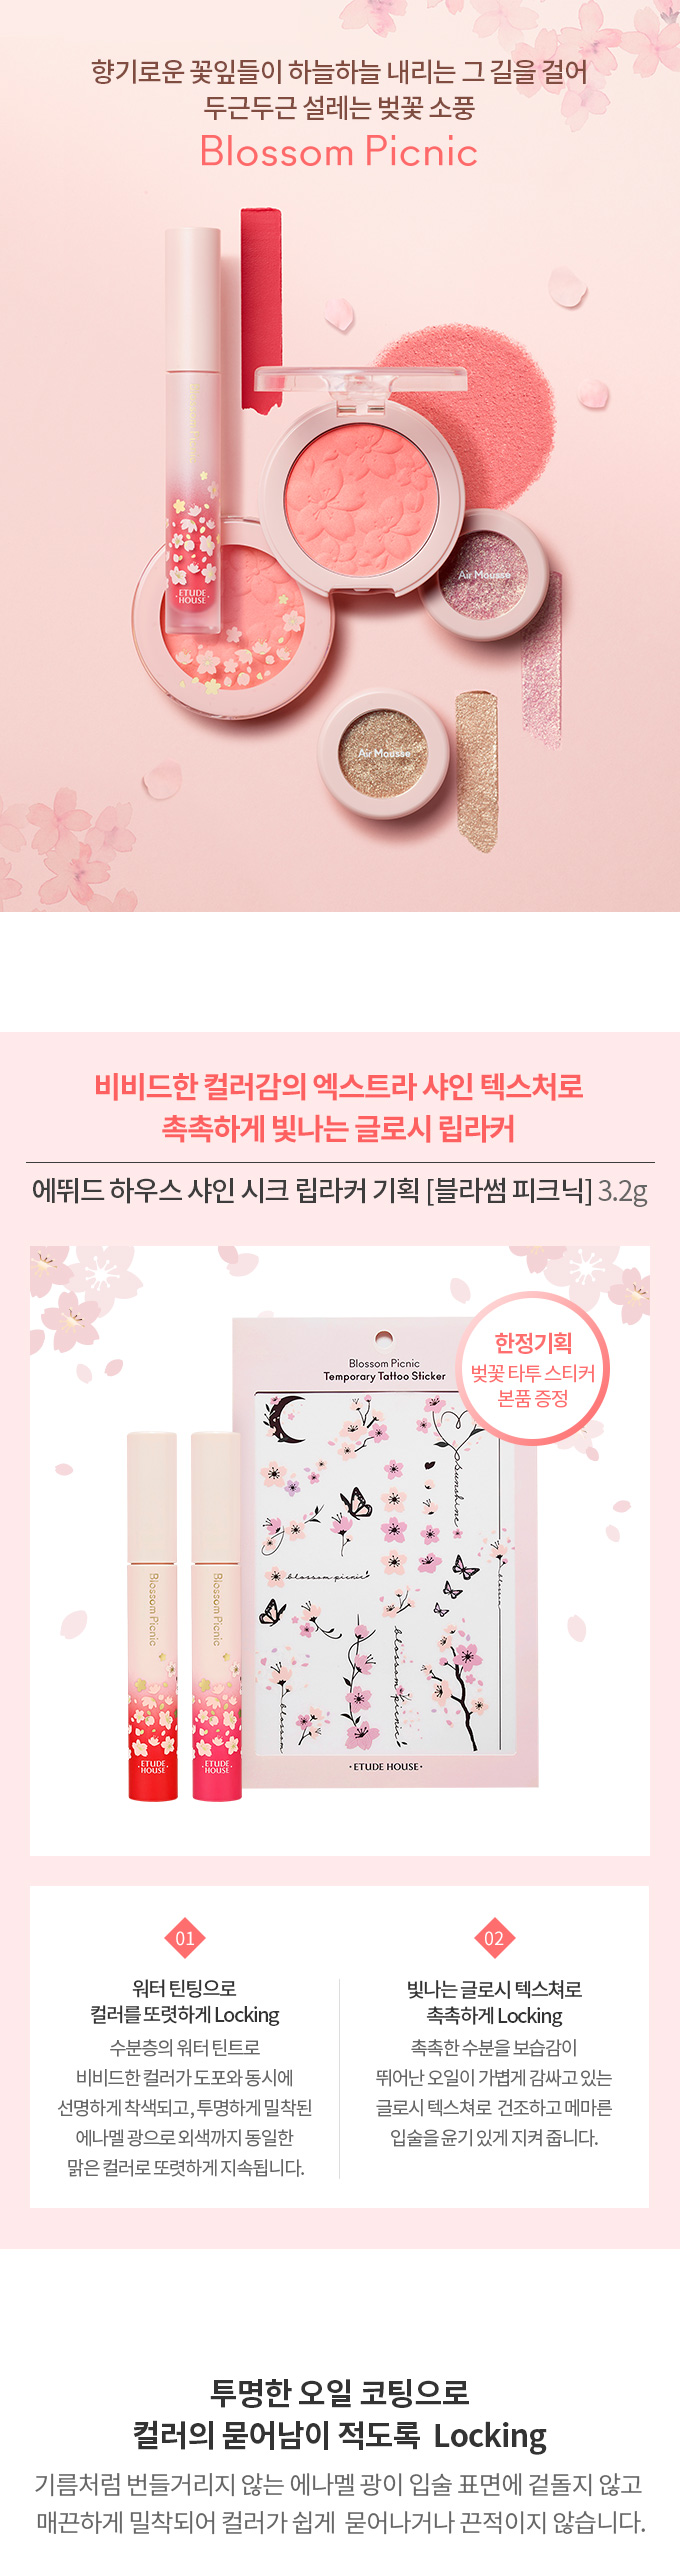 향기로운 꽃잎들이 하늘하늘 내리는 그 길을 걸어
두근두근 설레는 벚꽃 소풍
Blossom Picnic
Blossom Picnic
ETUDE
HOUSE
Air Mousse
Air Mousse
비비드한 컬러감의 엑스트라 샤인 텍스처로
촉촉하게 빛나는 글로시 립라커
에뛰드 하우스 샤인 시크 립라커 기획 [블라썸 피크닉] 3.2g
한정기획
벚꽃 타투 스티커
본품 증정
Blossom Picnic
Temporary Tattoo Sticker
sunshine
blossom picnic
blossom
blossom picnic
blossom
·ETUDE HOUSE·
Blossom Picnic
Blossom Picnic
·ETUDE HOUSE·
·ETUDE HOUSE·
01
워터 틴팅으로
컬러를 또렷하게 Locking
수분층의 워터 틴트로
비비드한 컬러가 도포와 동시에
선명하게 착색되고, 투명하게 밀착된
에나멜 광으로 외색까지 동일한
맑은 컬러로 또렷하게 지속됩니다.
02
빛나는 글로시 텍스쳐로
촉촉하게 Locking
촉촉한 수분을 보습감이
뛰어난 오일이 가볍게 감싸고 있는
글로시 텍스쳐로 건조하고 메마른
입술을 윤기 있게 지켜 줍니다.
투명한 오일 코팅으로
컬러의 묻어남이 적도록 Locking
기름처럼 번들거리지 않는 에나멜 광이 입술 표면에 겉돌지 않고
매끈하게 밀착되어 컬러가 쉽게 묻어나거나 끈적이지 않습니다.